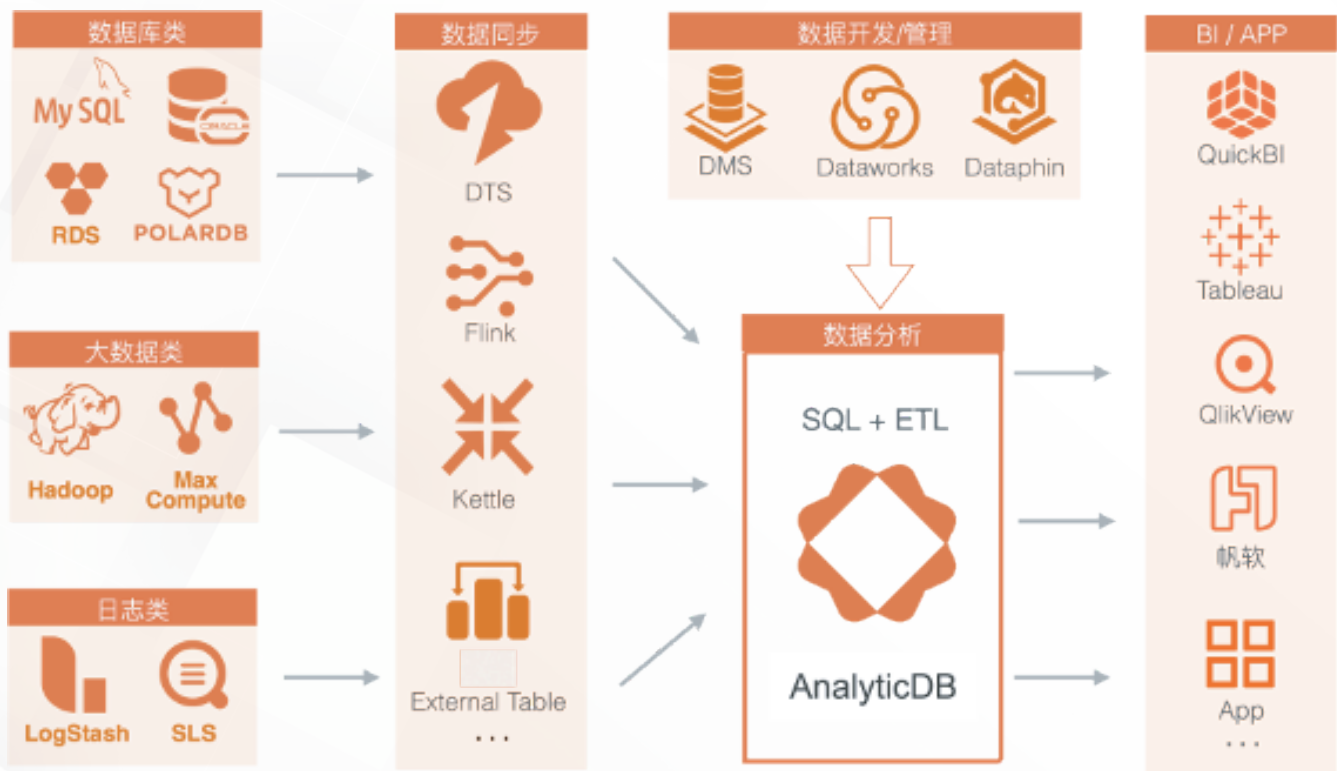 数据库类
My SQL
ORACLE
RDS
POLARDB
大数据类
Hadoop
Max
Compute
日志类
LogStash
SLS
数据同步
DTS
Flink
Kettle
External Table
...
数据开发/管理
DMS
Dataworks
Dataphin
数据分析
SQL + ETL
AnalyticDB
BI / APP
QuickBI
Tableau
QlikView
帆软
App
...